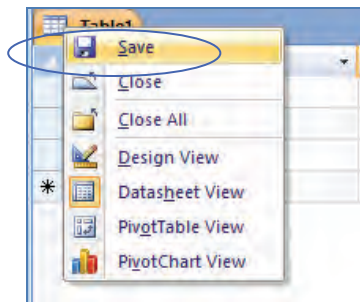 Table1
Save
Close
Close All
Design View
Datasheet View
PivotTable View
PivotChart View